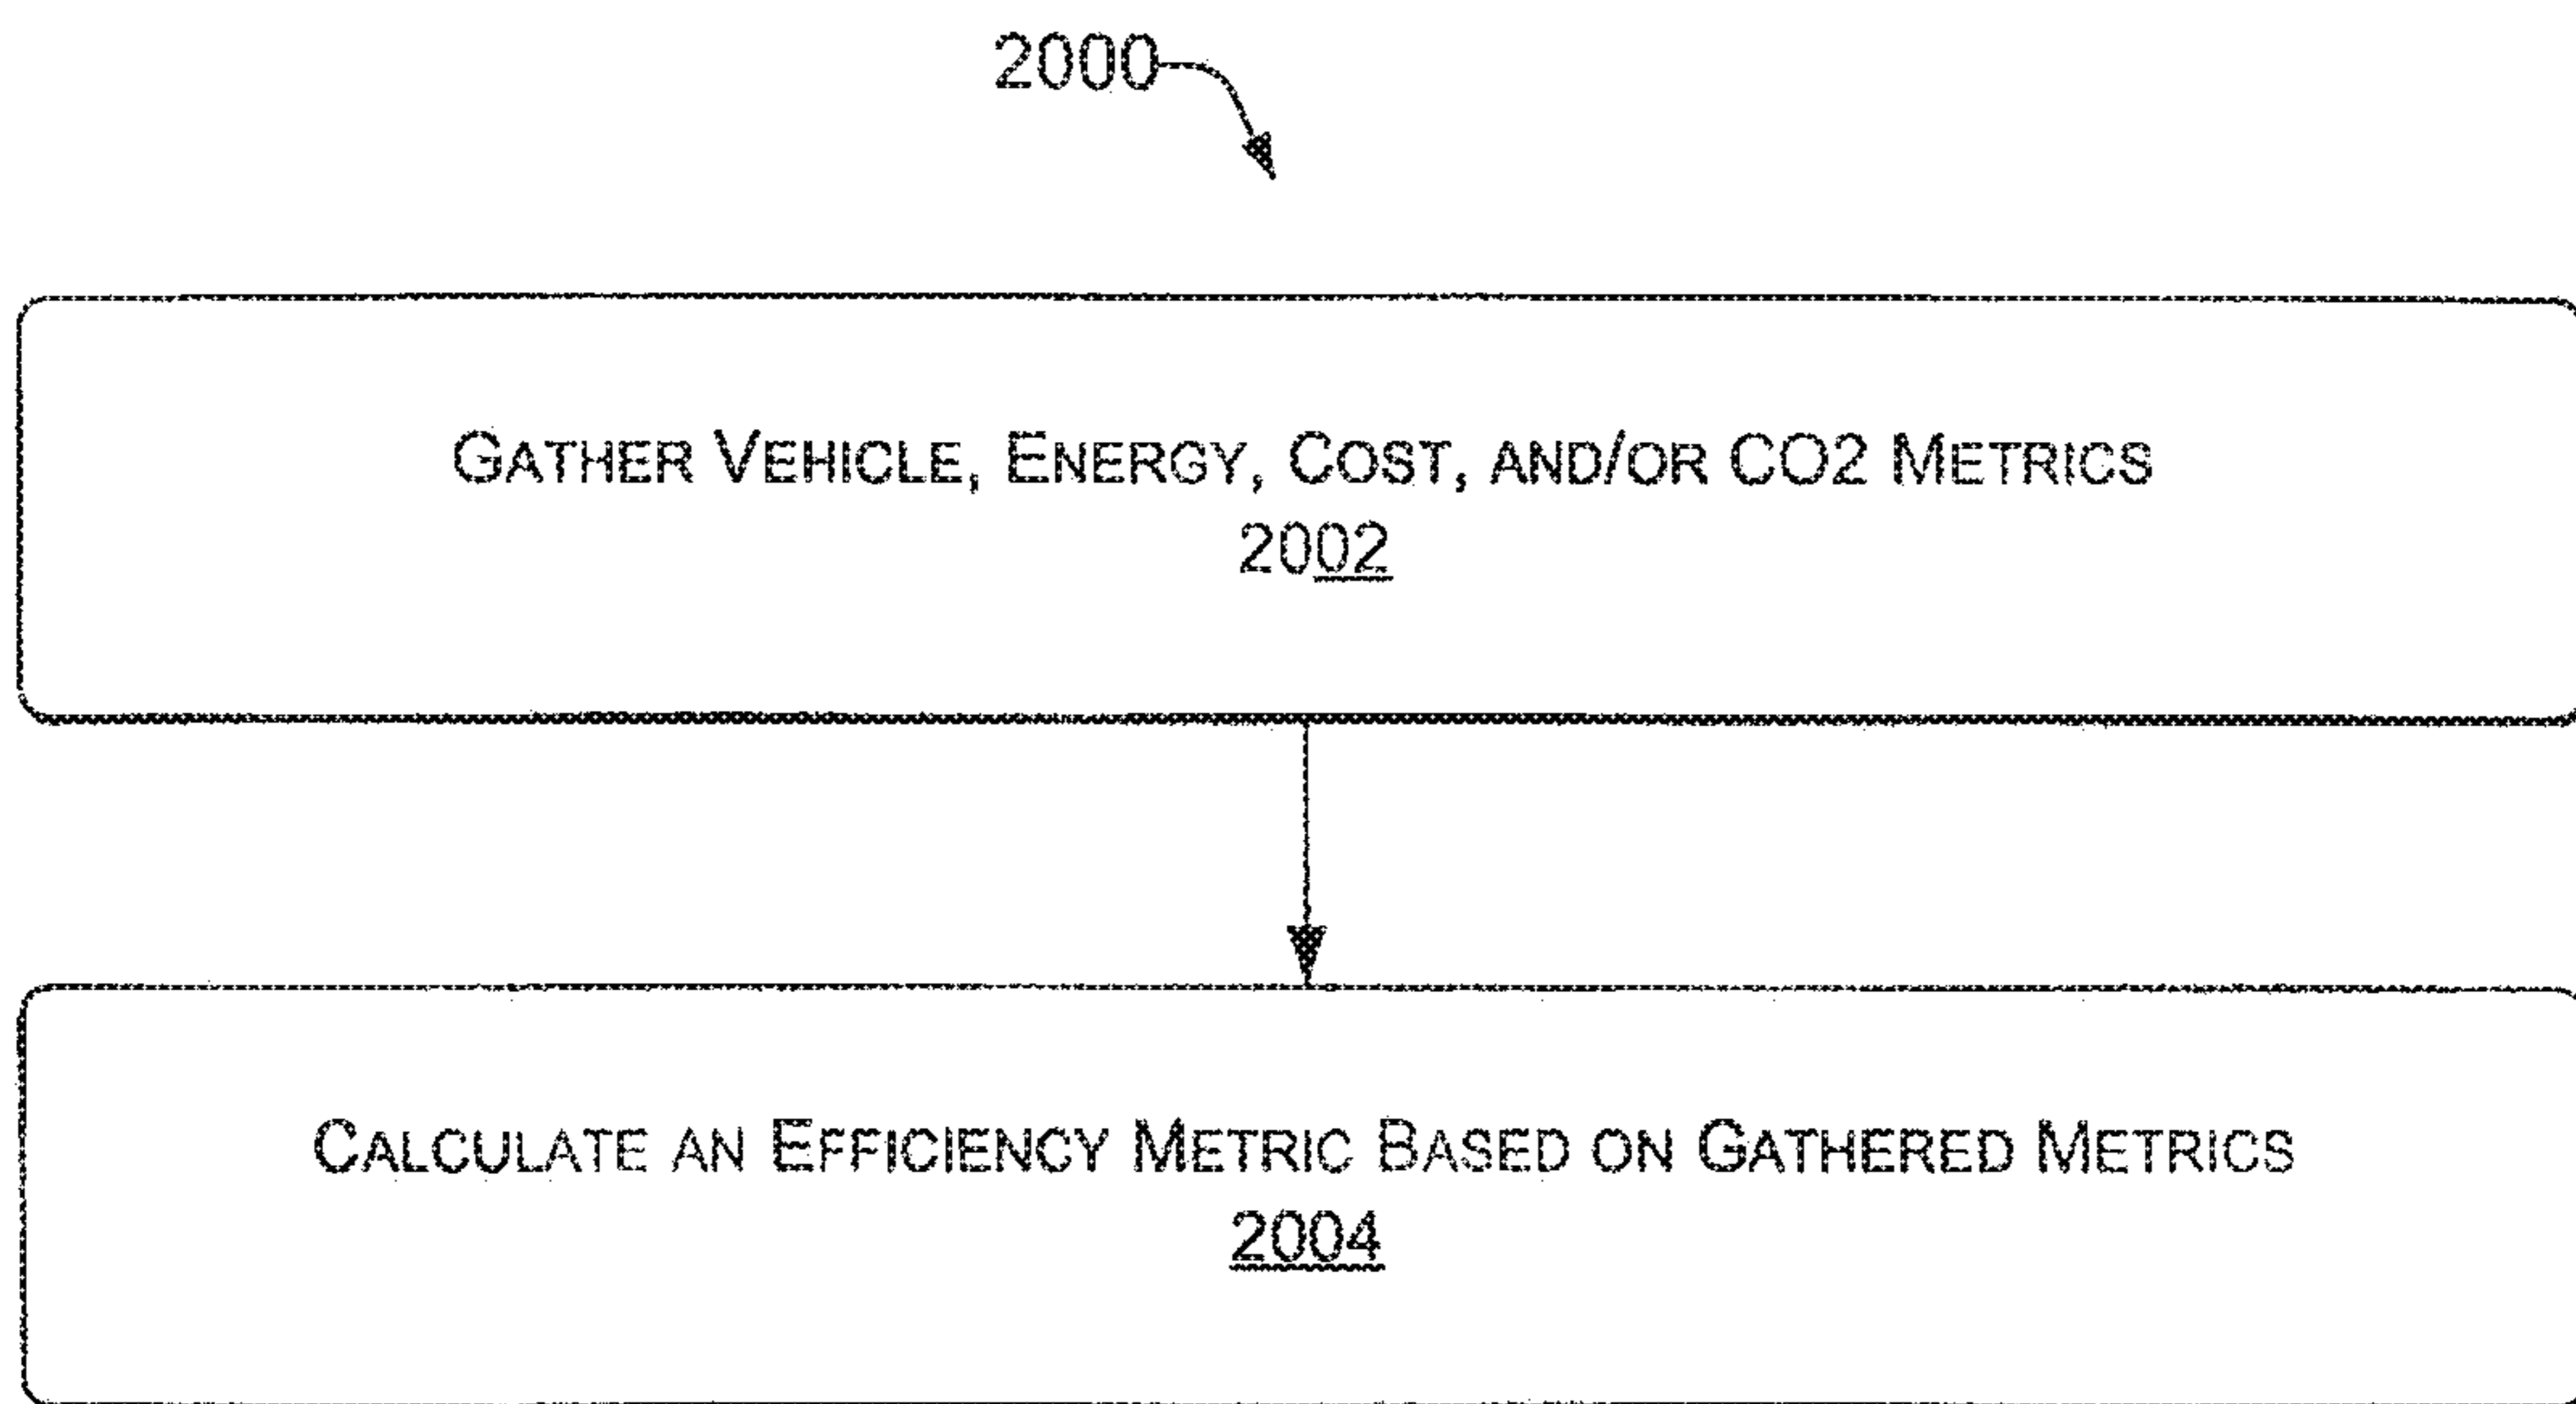 2000
GATHER VEHICLE, ENERGY, COST, AND/OR CO2 METRICS
2002
CALCULATE AN EFFICIENCY METRIC BASED ON GATHERED METRICS
2004